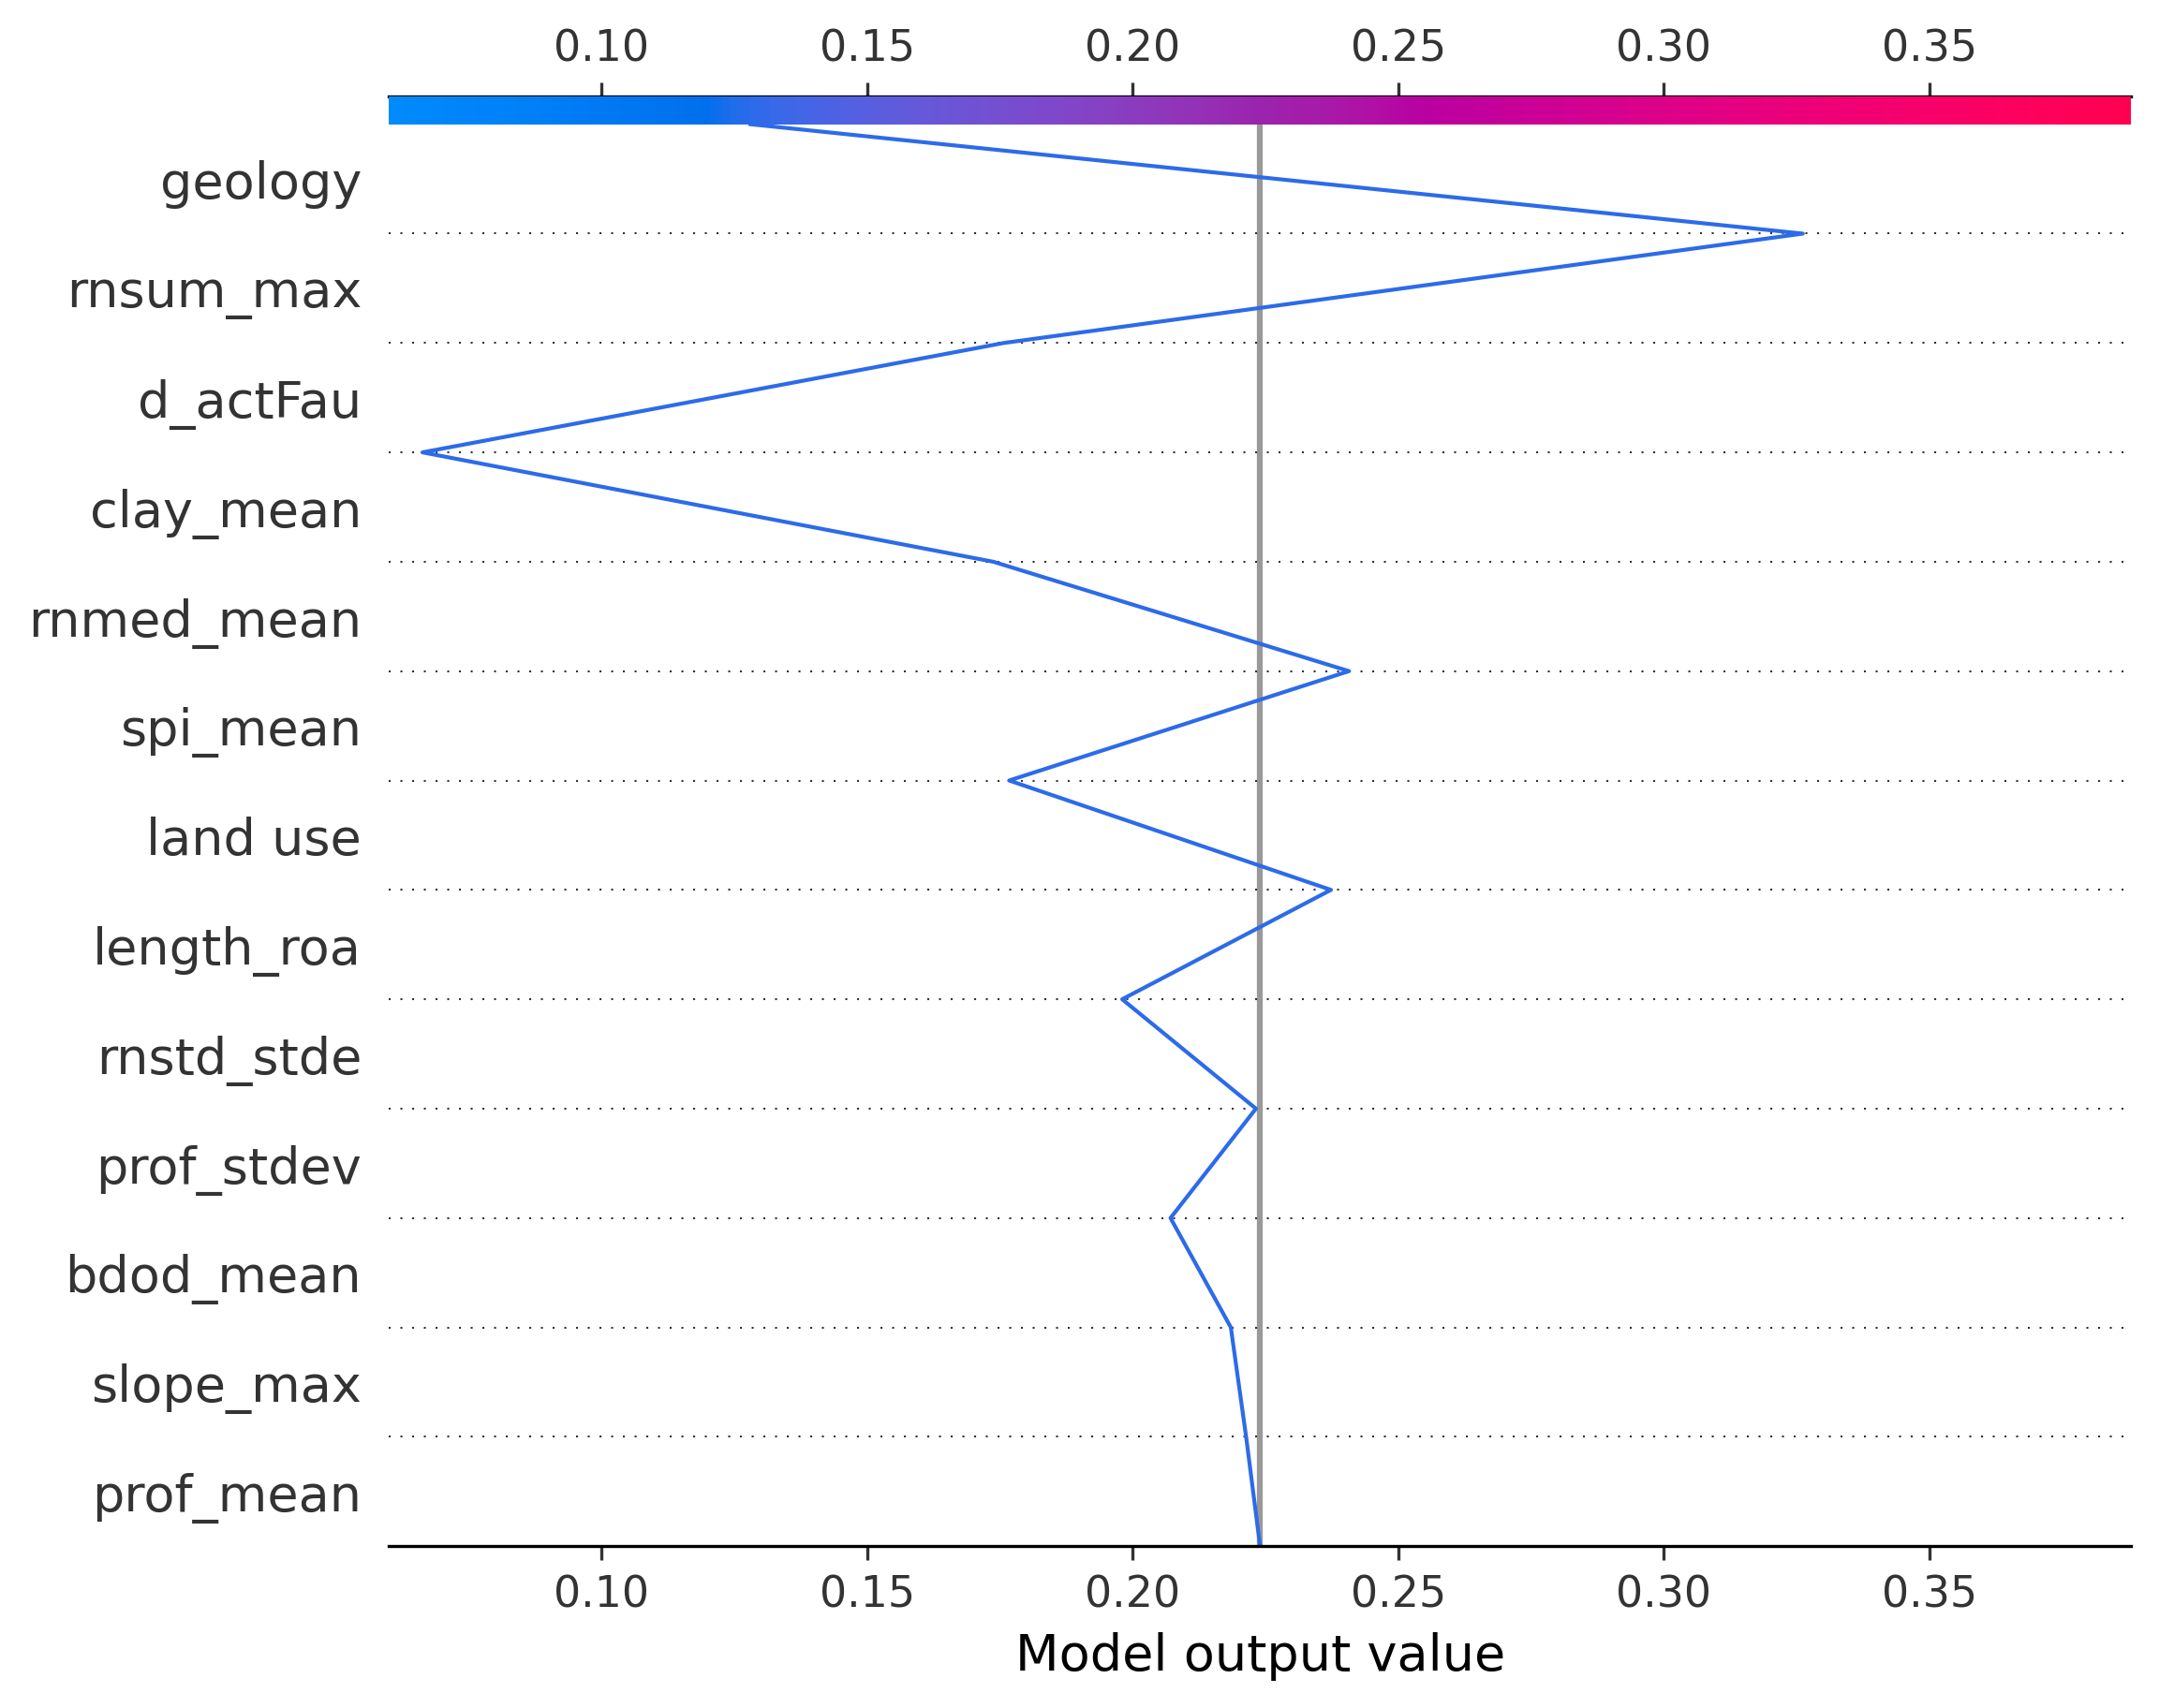 0.10 0.15 0.20 0.25 0.30 0.35
geology
rnsum_max
d_actFau
clay_mean
rnmed_mean
spi_mean
land use
length_roa
rnstd_stde
prof_stdev
bdod_mean
slope_max
prof_mean
0.10 0.15 0.20 0.25 0.30 0.35
Model output value